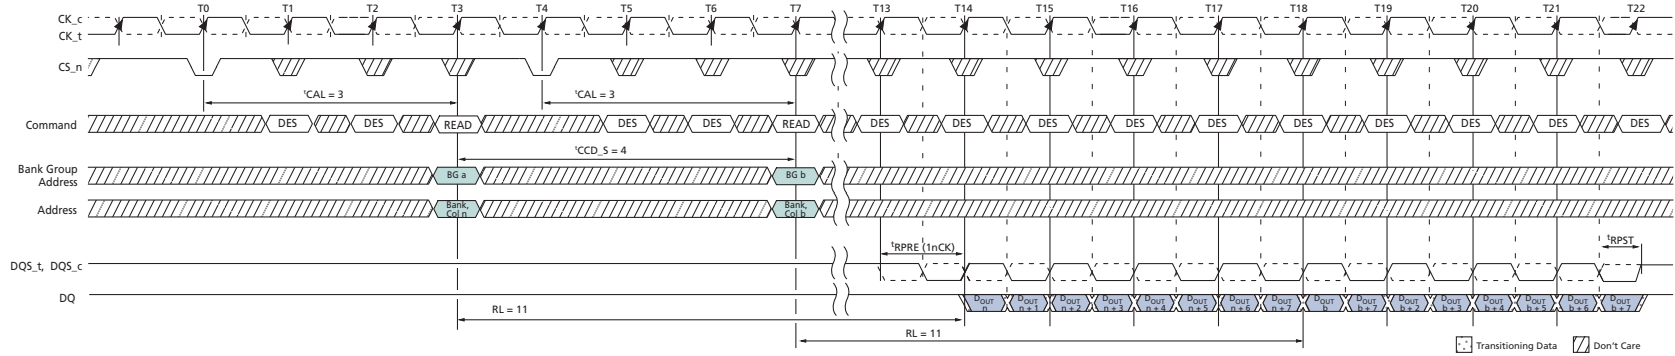 T0 T1 T2 T3 T4 T5 T6 T7 T13 T14 T15 T16 T17 T18 T19 T20 T21 T22
CK_c
CK_t
CS_n
tCAL = 3 tCAL = 3
Command DES DES READ DES DES READ DES DES DES DES DES DES DES DES DES DES
tCCD_S = 4
Bank Group
Address BG a BG b
Address Bank, Col n Bank, Col b
tRPRE (1nCK) tRPST
DQS_t, DQS_c
DQ DOUT n DOUT n + 1 DOUT n + 2 DOUT n + 3 DOUT n + 4 DOUT n + 5 DOUT n + 6 DOUT n + 7 DOUT b DOUT b + 7 DOUT b + 2 DOUT b + 3 DOUT b + 4 DOUT b + 5 DOUT b + 6 DOUT b + 7
RL = 11
RL = 11
Transitioning Data Don't Care